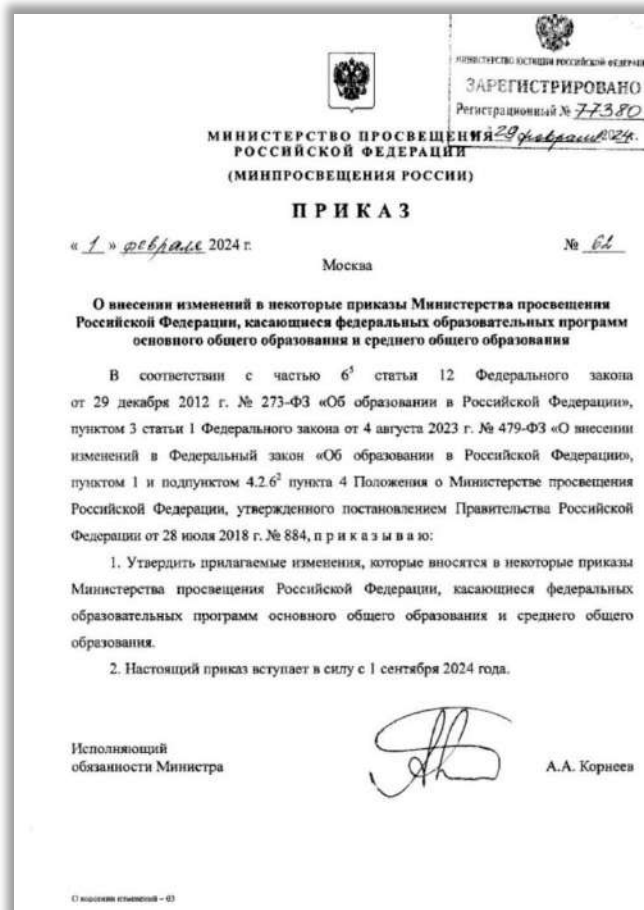 МИНИСТЕРСТВО ЮСТИЦИИ РОССИЙСКОЙ ФЕДЕРАЦИИ
ЗАРЕГИСТРИРОВАНО
Регистрационный № 77380
29 февраля 2024.
МИНИСТЕРСТВО ПРОСВЕЩЕНИЯ
РОССИЙСКОЙ ФЕДЕРАЦИИ
(МИНПРОСВЕЩЕНИЯ РОССИИ)
ПРИКАЗ
« 1 » февраля 2024 г. № 62
Москва
О внесении изменений в некоторые приказы Министерства просвещения
Российской Федерации, касающиеся федеральных образовательных программ
основного общего образования и среднего общего образования
В соответствии с частью 6⁵ статьи 12 Федерального закона
от 29 декабря 2012 г. № 273-ФЗ «Об образовании в Российской Федерации»,
пунктом 3 статьи 1 Федерального закона от 4 августа 2023 г. № 479-ФЗ «О внесении
изменений в Федеральный закон «Об образовании в Российской Федерации»,
пунктом 1 и подпунктом 4.2.6² пункта 4 Положения о Министерстве просвещения
Российской Федерации, утвержденного постановлением Правительства Российской
Федерации от 28 июля 2018 г. № 884, п р и к а з ы в а ю:
1. Утвердить прилагаемые изменения, которые вносятся в некоторые приказы
Министерства просвещения Российской Федерации, касающиеся федеральных
образовательных программ основного общего образования и среднего общего
образования.
2. Настоящий приказ вступает в силу с 1 сентября 2024 года.
Исполняющий
обязанности Министра А.А. Корнеев
О внесении изменений – 03